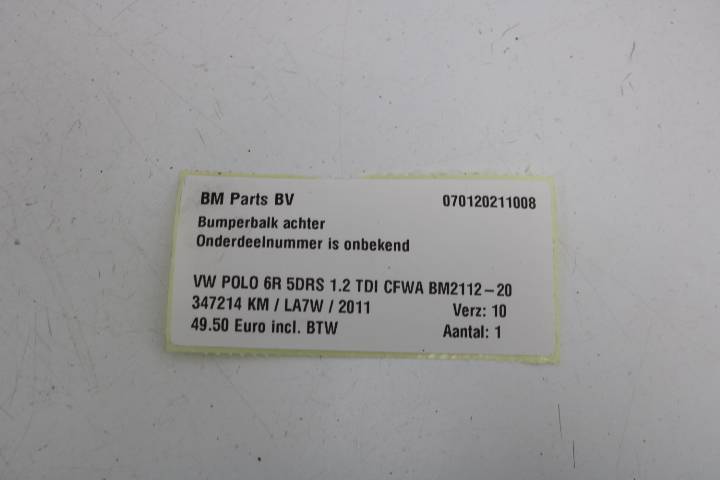 BM Parts BV 070120211008
Bumperbalk achter
Onderdeelnummer is onbekend
VW POLO 6R 5DRS 1.2 TDI CFWA BM2112-20
347214 KM / LA7W / 2011 Verz: 10
49.50 Euro incl. BTW Aantal: 1